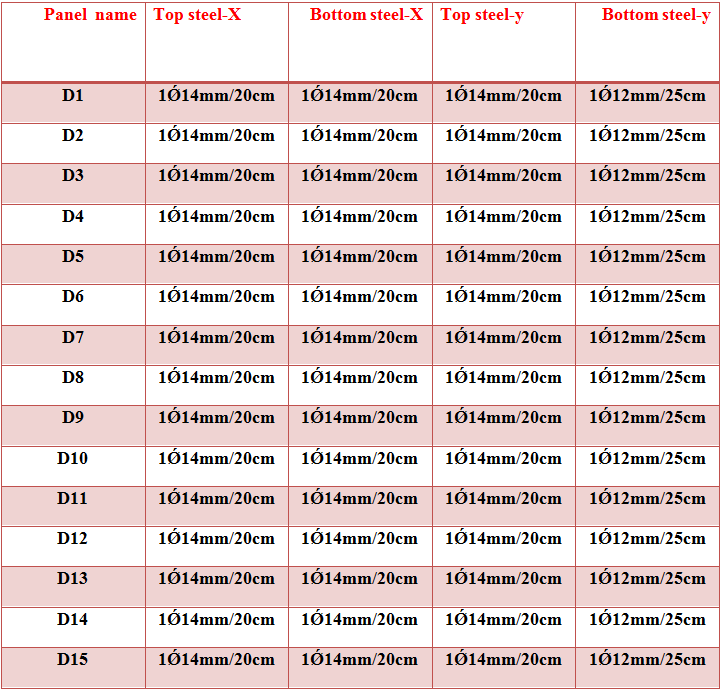 Panel name Top steel-X Bottom steel-X Top steel-y Bottom steel-y
D1 1Ǿ14mm/20cm 1Ǿ14mm/20cm 1Ǿ14mm/20cm 1Ǿ12mm/25cm
D2 1Ǿ14mm/20cm 1Ǿ14mm/20cm 1Ǿ14mm/20cm 1Ǿ12mm/25cm
D3 1Ǿ14mm/20cm 1Ǿ14mm/20cm 1Ǿ14mm/20cm 1Ǿ12mm/25cm
D4 1Ǿ14mm/20cm 1Ǿ14mm/20cm 1Ǿ14mm/20cm 1Ǿ12mm/25cm
D5 1Ǿ14mm/20cm 1Ǿ14mm/20cm 1Ǿ14mm/20cm 1Ǿ12mm/25cm
D6 1Ǿ14mm/20cm 1Ǿ14mm/20cm 1Ǿ14mm/20cm 1Ǿ12mm/25cm
D7 1Ǿ14mm/20cm 1Ǿ14mm/20cm 1Ǿ14mm/20cm 1Ǿ12mm/25cm
D8 1Ǿ14mm/20cm 1Ǿ14mm/20cm 1Ǿ14mm/20cm 1Ǿ12mm/25cm
D9 1Ǿ14mm/20cm 1Ǿ14mm/20cm 1Ǿ14mm/20cm 1Ǿ12mm/25cm
D10 1Ǿ14mm/20cm 1Ǿ14mm/20cm 1Ǿ14mm/20cm 1Ǿ12mm/25cm
D11 1Ǿ14mm/20cm 1Ǿ14mm/20cm 1Ǿ14mm/20cm 1Ǿ12mm/25cm
D12 1Ǿ14mm/20cm 1Ǿ14mm/20cm 1Ǿ14mm/20cm 1Ǿ12mm/25cm
D13 1Ǿ14mm/20cm 1Ǿ14mm/20cm 1Ǿ14mm/20cm 1Ǿ12mm/25cm
D14 1Ǿ14mm/20cm 1Ǿ14mm/20cm 1Ǿ14mm/20cm 1Ǿ12mm/25cm
D15 1Ǿ14mm/20cm 1Ǿ14mm/20cm 1Ǿ14mm/20cm 1Ǿ12mm/25cm